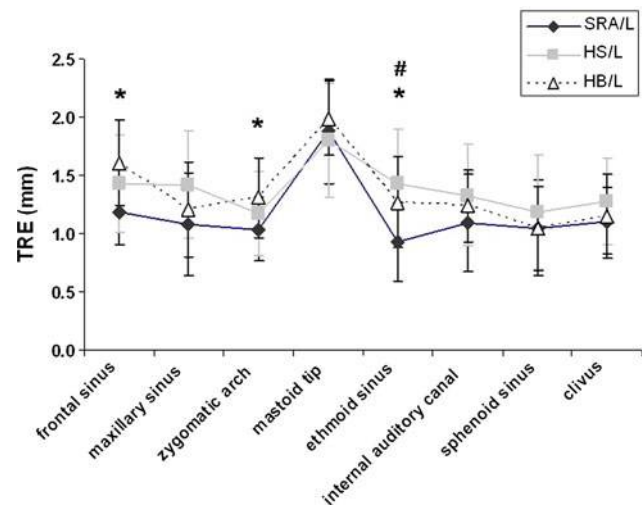 SRA/L
HS/L
HB/L
#
* * *
TRE (mm)
2.5
2.0
1.5
1.0
0.5
0.0
frontal sinus
maxillary sinus
zygomatic arch
mastoid tip
ethmoid sinus
internal auditory canal
sphenoid sinus
clivus